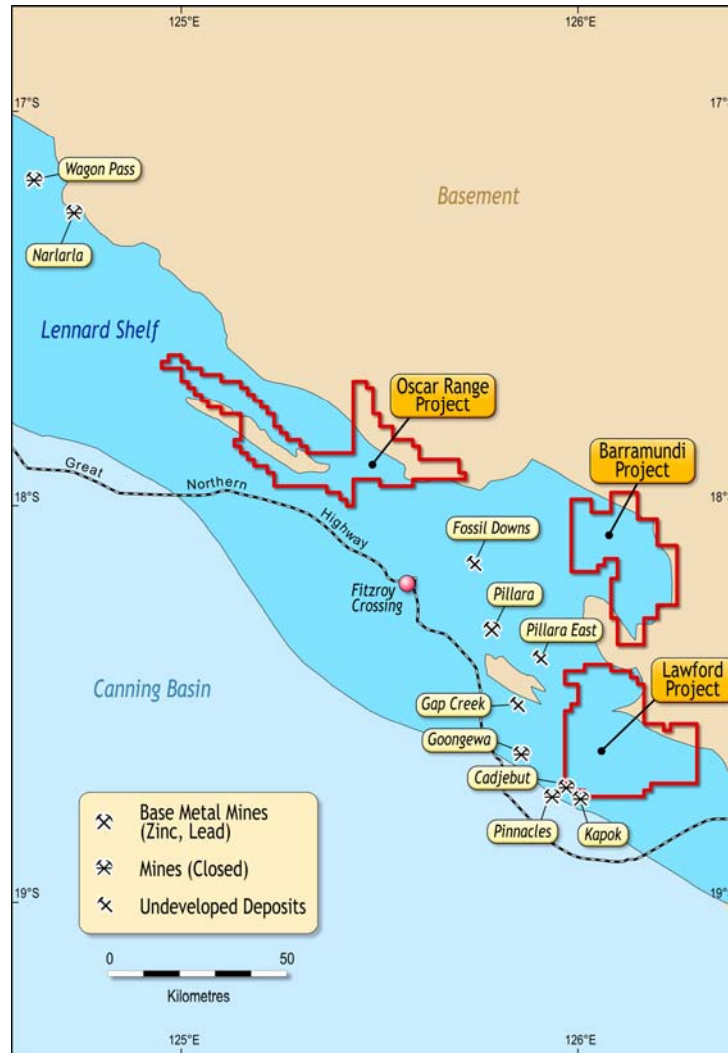 125°E
126°E
17°S
17°
Wagon Pass
Basement
Narlarla
Lennard Shelf
Oscar Range
Project
Barramundi
Project
Great
Northern
Highway
18°S
18°
Fossil Downs
Fitzroy
Crossing
Pillara
Pillara East
Canning Basin
Lawford
Project
Gap Creek
Goongewa
Cadjebut
Pinnacles
Kapok
Base Metal Mines
(Zinc, Lead)
Mines (Closed)
Undeveloped Deposits
19°S
19°
0
50
Kilometres
125°E
126°E